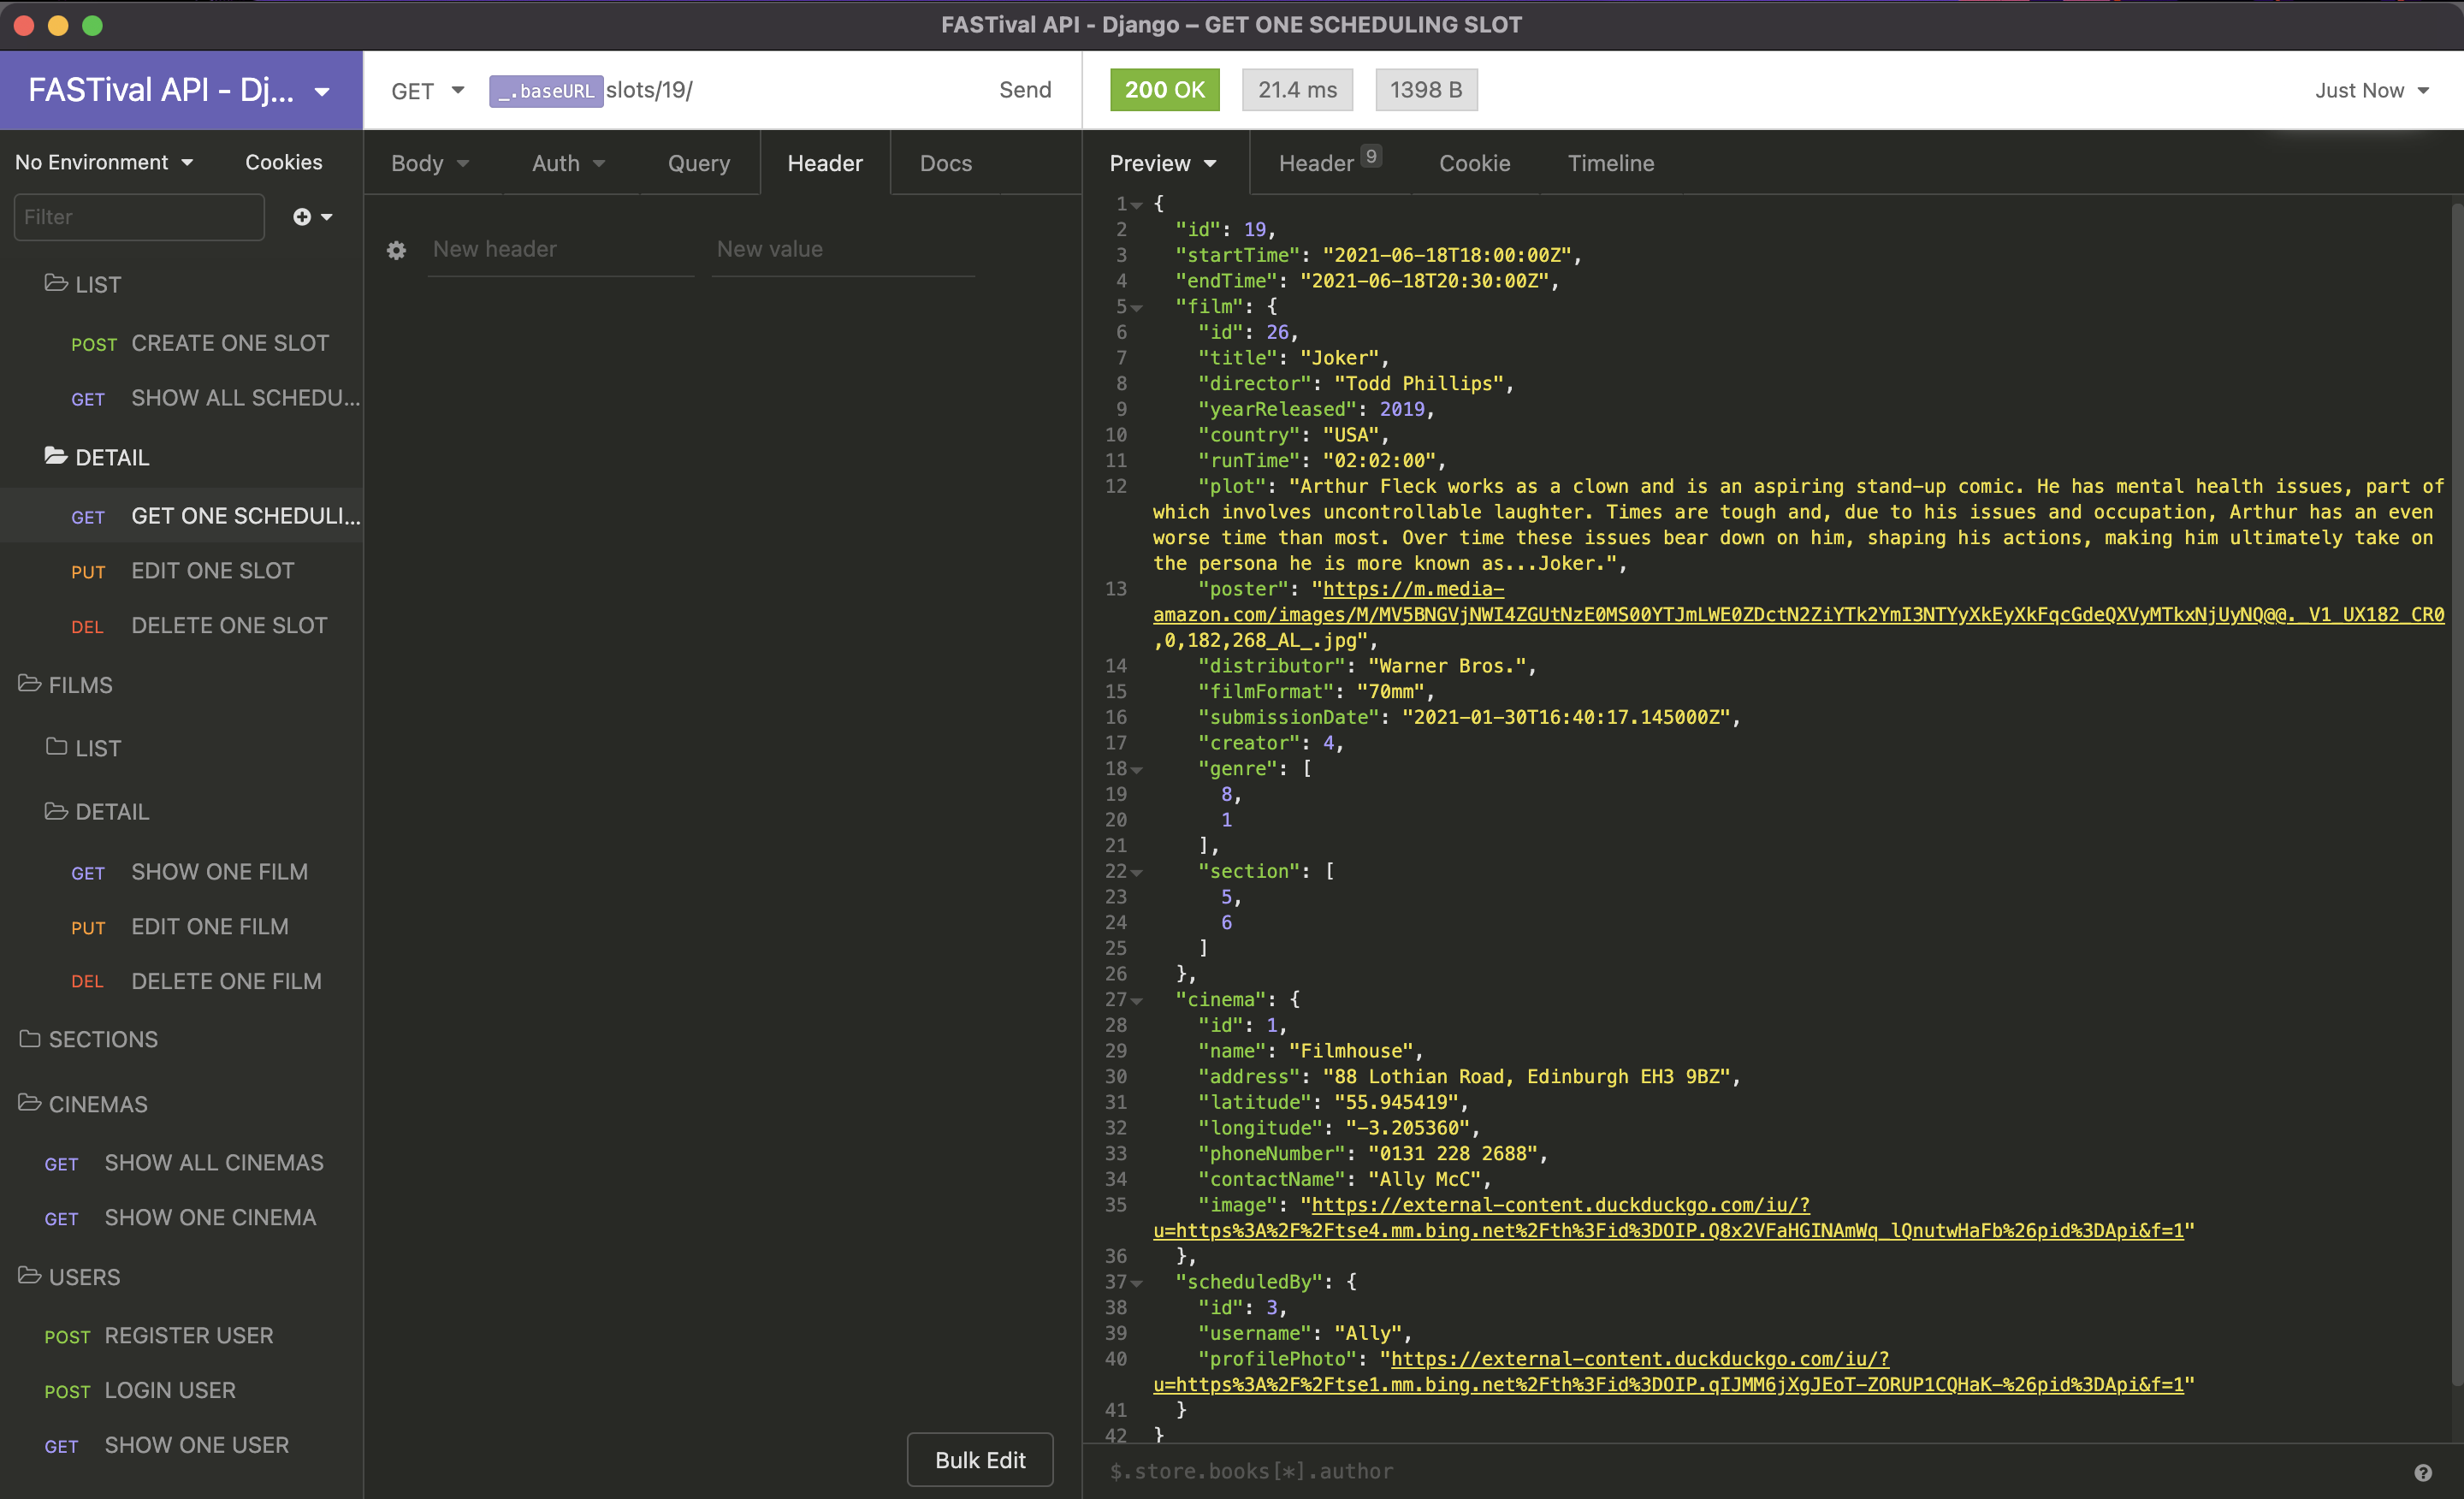 FASTival API - Django – GET ONE SCHEDULING SLOT
FASTival API - Dj...
GET _.baseURL slots/19/ Send
200 OK 21.4 ms 1398 B Just Now
No Environment Cookies
Filter
LIST
POST CREATE ONE SLOT
GET SHOW ALL SCHEDU...
DETAIL
GET GET ONE SCHEDULI...
PUT EDIT ONE SLOT
DEL DELETE ONE SLOT
FILMS
LIST
DETAIL
GET SHOW ONE FILM
PUT EDIT ONE FILM
DEL DELETE ONE FILM
SECTIONS
CINEMAS
GET SHOW ALL CINEMAS
GET SHOW ONE CINEMA
USERS
POST REGISTER USER
POST LOGIN USER
GET SHOW ONE USER
Body Auth Query Header Docs
New header New value
Bulk Edit
Preview Header 9 Cookie Timeline
1 {
2 "id": 19,
3 "startTime": "2021-06-18T18:00:00Z",
4 "endTime": "2021-06-18T20:30:00Z",
5 "film": {
6 "id": 26,
7 "title": "Joker",
8 "director": "Todd Phillips",
9 "yearReleased": 2019,
10 "country": "USA",
11 "runTime": "02:02:00",
12 "plot": "Arthur Fleck works as a clown and is an aspiring stand-up comic. He has mental health issues, part of
which involves uncontrollable laughter. Times are tough and, due to his issues and occupation, Arthur has an even
worse time than most. Over time these issues bear down on him, shaping his actions, making him ultimately take on
the persona he is more known as...Joker.",
13 "poster": "https://m.media-
amazon.com/images/M/MV5BNGVjNWI4ZGUtNzE0MS00YTJmLWE0ZDctN2ZiYTk2YmI3NTYyXkEyXkFqcGdeQXVyMTkxNjUyNQ@@._V1_UX182_CR0
,0,182,268_AL_.jpg",
14 "distributor": "Warner Bros.",
15 "filmFormat": "70mm",
16 "submissionDate": "2021-01-30T16:40:17.145000Z",
17 "creator": 4,
18 "genre": [
19 8,
20 1
21 ],
22 "section": [
23 5,
24 6
25 ]
26 },
27 "cinema": {
28 "id": 1,
29 "name": "Filmhouse",
30 "address": "88 Lothian Road, Edinburgh EH3 9BZ",
31 "latitude": "55.945419",
32 "longitude": "-3.205360",
33 "phoneNumber": "0131 228 2688",
34 "contactName": "Ally McC",
35 "image": "https://external-content.duckduckgo.com/iu/?
u=https%3A%2F%2Ftse4.mm.bing.net%2Fth%3Fid%3DOIP.Q8x2VFaHGINAmWq_lQnutwHaFb%26pid%3DApi&f=1"
36 },
37 "scheduledBy": {
38 "id": 3,
39 "username": "Ally",
40 "profilePhoto": "https://external-content.duckduckgo.com/iu/?
u=https%3A%2F%2Ftse1.mm.bing.net%2Fth%3Fid%3DOIP.qIJMM6jXgJEoT-ZORUP1CQHaK-%26pid%3DApi&f=1"
41 }
42 }
$.store.books[*].author